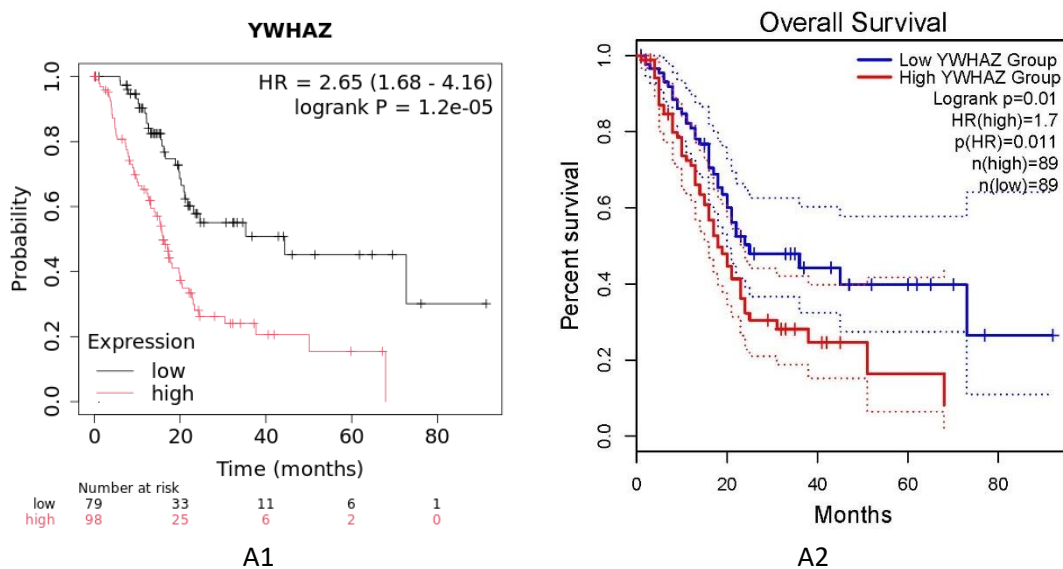 YWHAZ
HR = 2.65 (1.68 - 4.16)
logrank P = 1.2e-05
Probability
1.0
0.8
0.6
0.4
0.2
0.0
Expression
low
high
0 20 40 60 80
Time (months)
Number at risk
low 79 33 11 6 1
high 98 25 6 2 0
A1
Overall Survival
Low YWHAZ Group
High YWHAZ Group
Logrank p=0.01
HR(high)=1.7
p(HR)=0.011
n(high)=89
n(low)=89
Percent survival
1.0
0.8
0.6
0.4
0.2
0.0
0 20 40 60 80
Months
A2